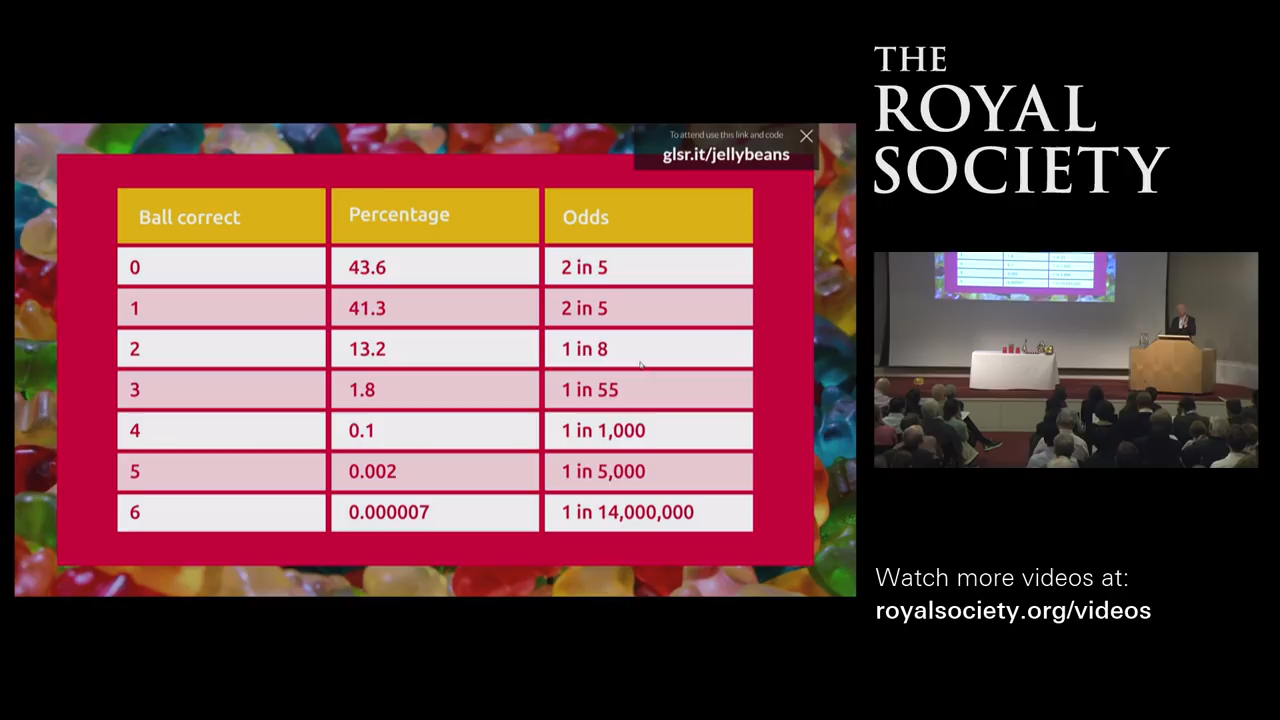 To attend use this link and code
glsr.it/jellybeans
Ball correct Percentage Odds
0 43.6 2 in 5
1 41.3 2 in 5
2 13.2 1 in 8
3 1.8 1 in 55
4 0.1 1 in 1,000
5 0.002 1 in 5,000
6 0.000007 1 in 14,000,000
THE
ROYAL
SOCIETY
Watch more videos at:
royalsociety.org/videos